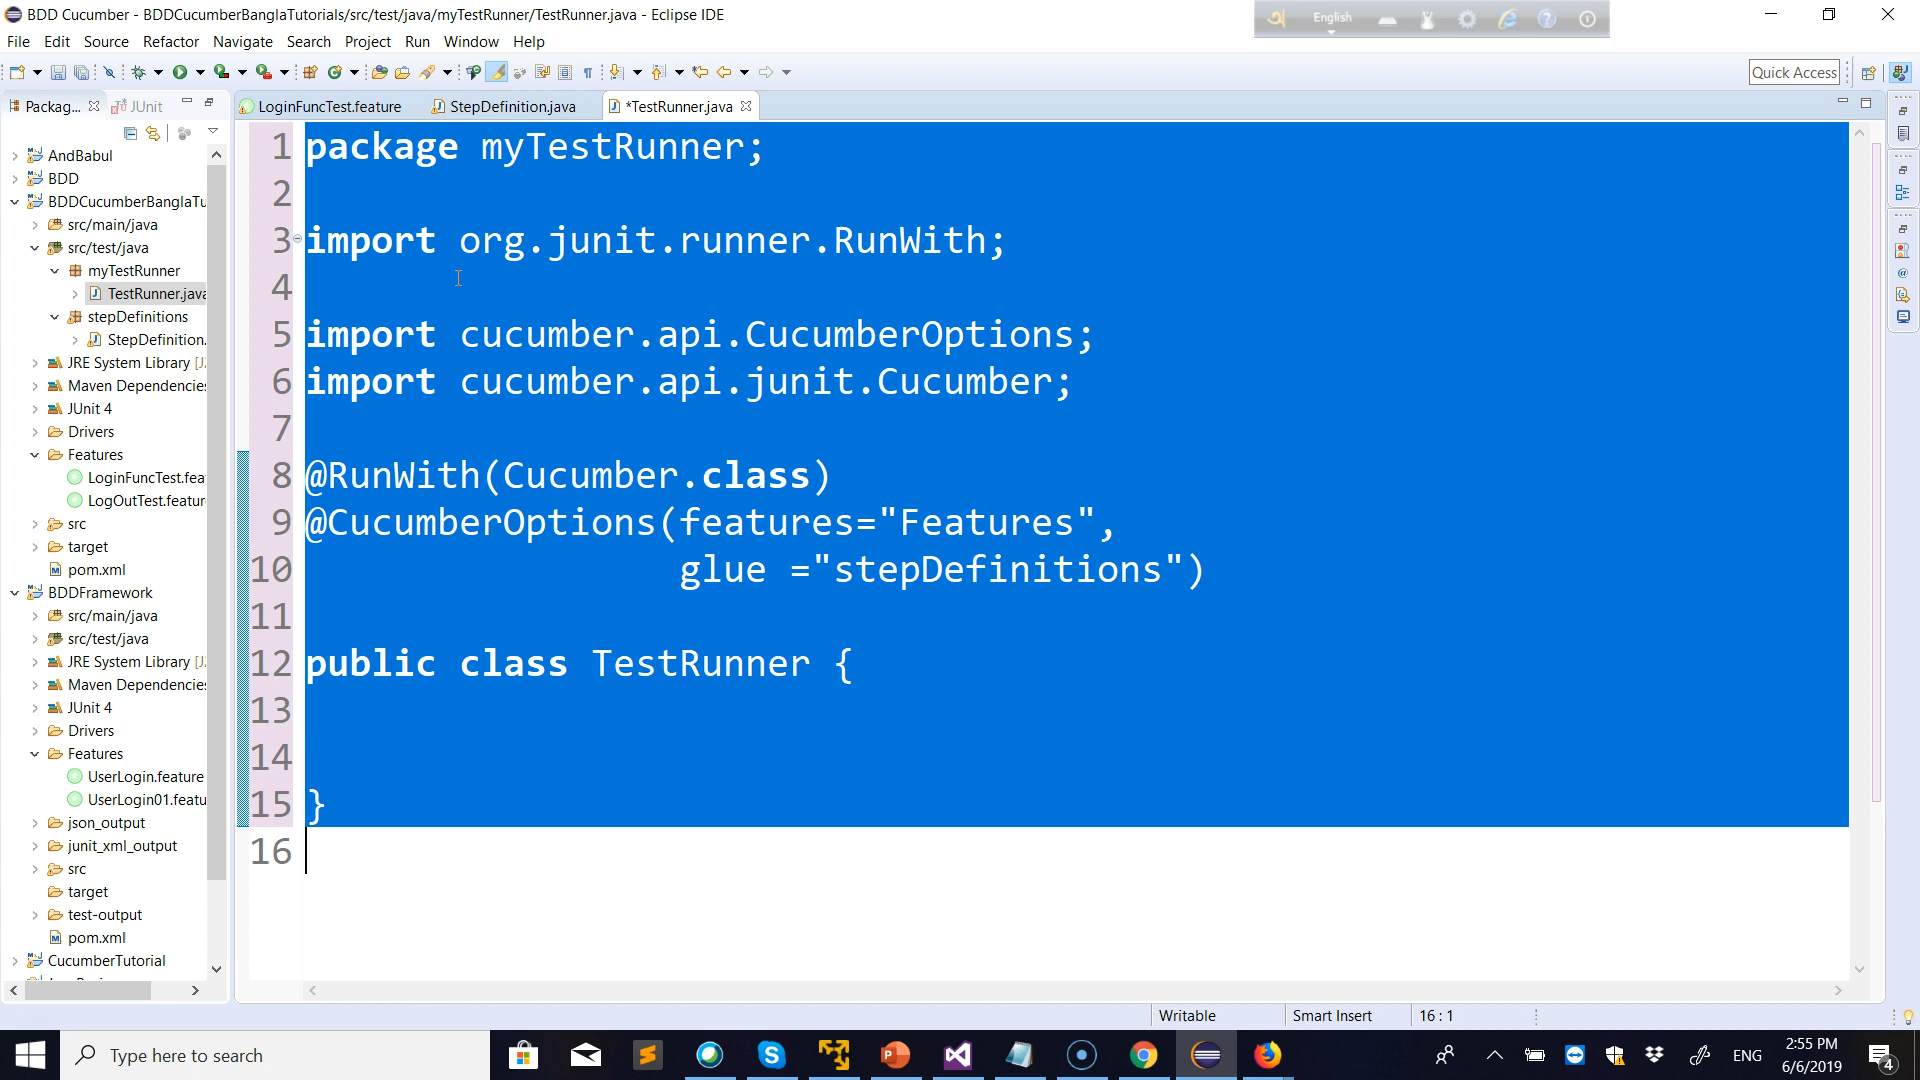 BDD Cucumber - BDDCucumberBanglaTutorials/src/test/java/myTestRunner/TestRunner.java - Eclipse IDE
English
File Edit Source Refactor Navigate Search Project Run Window Help
Quick Access
Packag... JUnit
LoginFuncTest.feature StepDefinition.java *TestRunner.java
AndBabul
BDD
BDDCucumberBanglaTu
src/main/java
src/test/java
myTestRunner
TestRunner.java
stepDefinitions
StepDefinition.
JRE System Library [J
Maven Dependencies
JUnit 4
Drivers
Features
LoginFuncTest.fea
LogOutTest.featur
src
target
pom.xml
BDDFramework
src/main/java
src/test/java
JRE System Library [J
Maven Dependencies
JUnit 4
Drivers
Features
UserLogin.feature
UserLogin01.featu
json_output
junit_xml_output
src
target
test-output
pom.xml
CucumberTutorial
1 package myTestRunner;
2
3 import org.junit.runner.RunWith;
4
5 import cucumber.api.CucumberOptions;
6 import cucumber.api.junit.Cucumber;
7
8 @RunWith(Cucumber.class)
9 @CucumberOptions(features="Features",
10 glue ="stepDefinitions")
11
12 public class TestRunner {
13
14
15 }
16
Writable Smart Insert 16 : 1
Type here to search
ENG
2:55 PM
6/6/2019
4